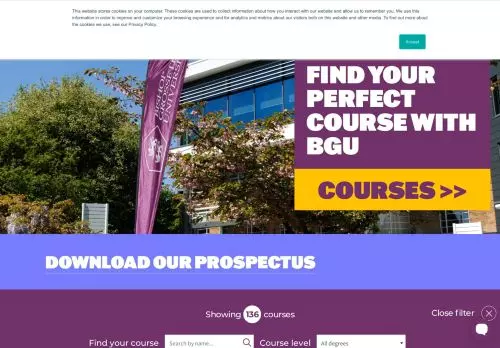 This website stores cookies on your computer. These cookies are used to collect information about how you interact with our website and allow us to remember you. We use this
information in order to improve and customize your browsing experience and for analytics and metrics about our visitors both on this website and other media. To find out more about
the cookies we use, see our Privacy Policy.
Accept
BISHOP
GROSSETESTE
UNIVERSITY
FIND YOUR
PERFECT
COURSE WITH
BGU
COURSES >>
DOWNLOAD OUR PROSPECTUS
Showing 136 courses
Close filter
Find your course
Search by name...
Course level
All degrees